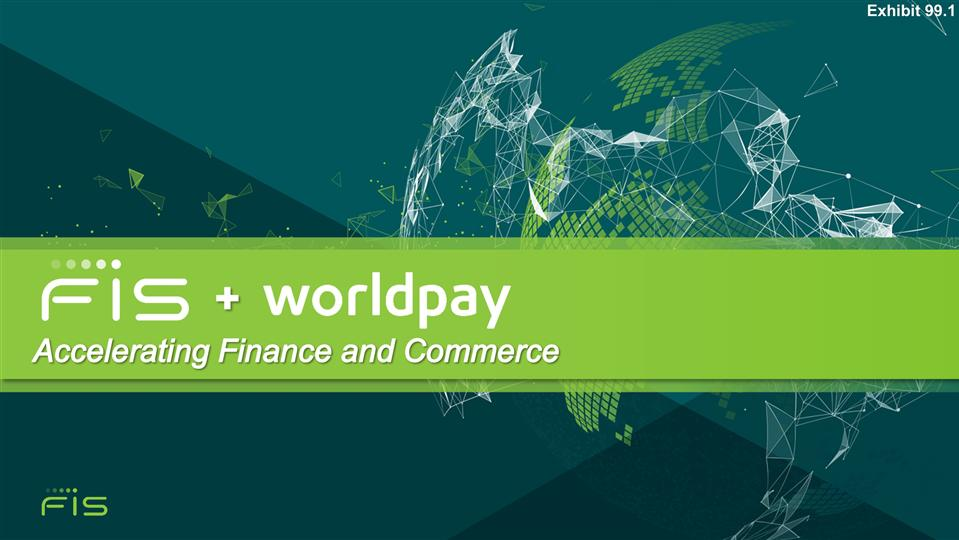 Exhibit 99.1
FIS + worldpay
Accelerating Finance and Commerce
FIS